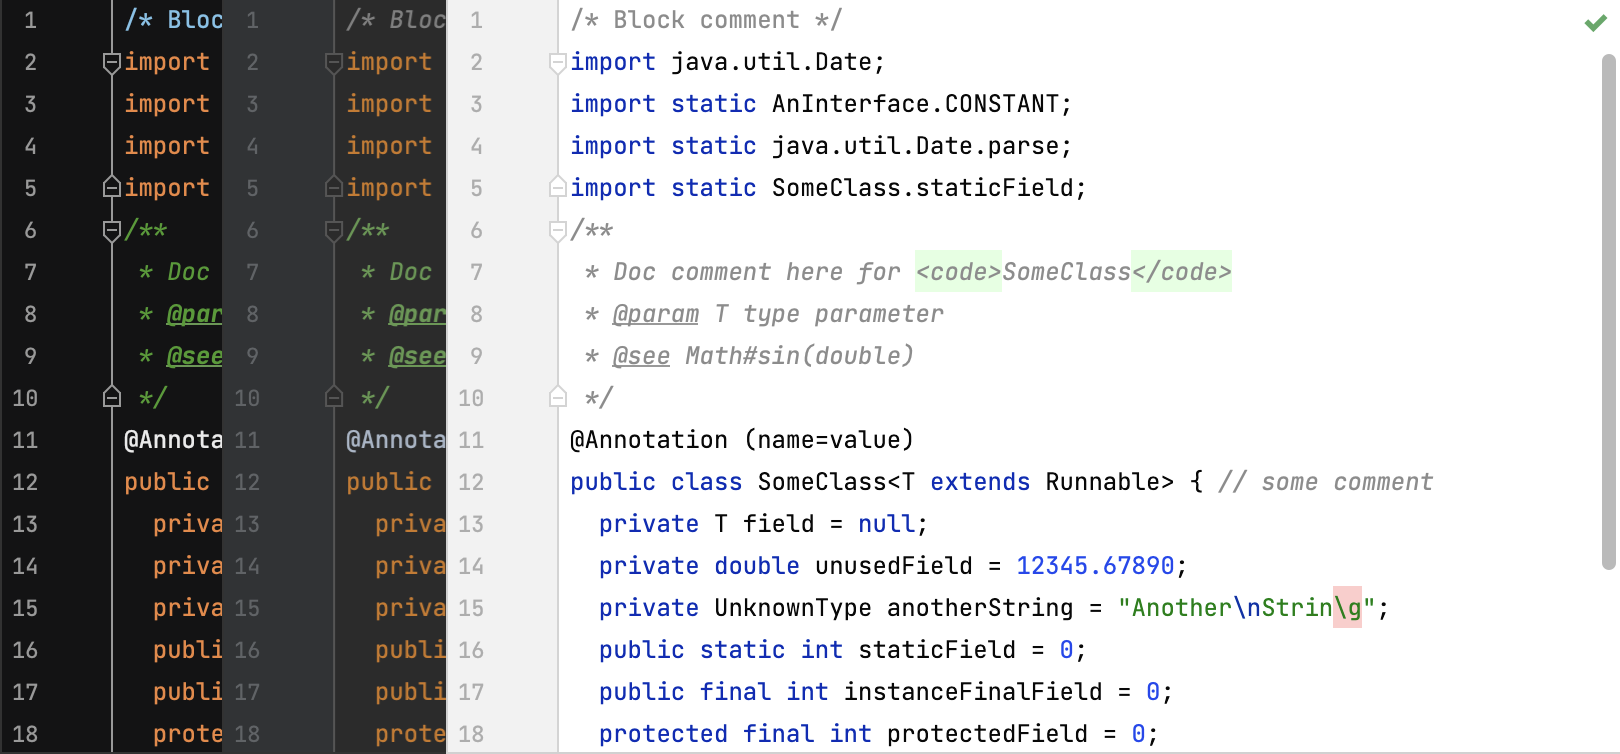 1 /* Bloc
2 import
3 import
4 import
5 import
6 /**
7 * Doc
8 * @par
9 * @see
10 */
11 @Annota
12 public
13 priva
14 priva
15 priva
16 publi
17 publi
18 prote
1 /* Bloc
2 import
3 import
4 import
5 import
6 /**
7 * Doc
8 * @par
9 * @see
10 */
11 @Annota
12 public
13 priva
14 priva
15 priva
16 publi
17 publi
18 prote
1 /* Block comment */
2 import java.util.Date;
3 import static AnInterface.CONSTANT;
4 import static java.util.Date.parse;
5 import static SomeClass.staticField;
6 /**
7 * Doc comment here for <code>SomeClass</code>
8 * @param T type parameter
9 * @see Math#sin(double)
10 */
11 @Annotation (name=value)
12 public class SomeClass<T extends Runnable> { // some comment
13 private T field = null;
14 private double unusedField = 12345.67890;
15 private UnknownType anotherString = "Another\nStrin\g";
16 public static int staticField = 0;
17 public final int instanceFinalField = 0;
18 protected final int protectedField = 0;